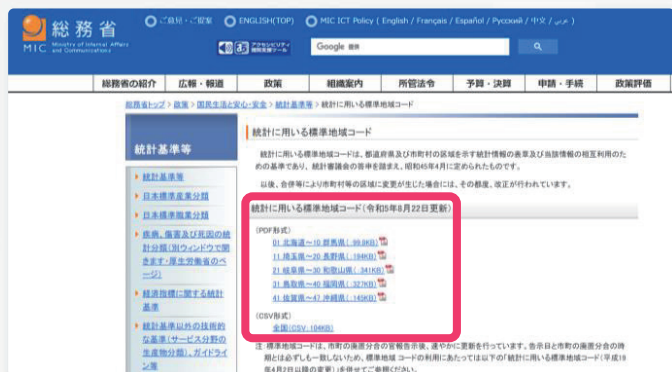 総務省
MIC Ministry of Internal Affairs and Communications
ご意見・ご提案 ENGLISH(TOP) MIC ICT Policy ( English / Français / Español / Русский / 中文 / عربي )
アクセシビリティ閲覧支援ツール
Google 検索
総務省の紹介 広報・報道 政策 組織案内 所管法令 予算・決算 申請・手続 政策評価
総務省トップ > 政策 > 国民生活と安心・安全 > 統計基準等 > 統計に用いる標準地域コード
統計基準等
統計基準等
日本標準産業分類
日本標準職業分類
疾病、傷害及び死因の統
計分類(別ウィンドウで開
きます・厚生労働省のペ
ージ)
経済指標に関する統計
基準
統計基準以外の技術的
な基準(サービス分野の
生産物分類)、ガイドライ
ン等
統計に用いる標準地域コード
統計に用いる標準地域コードは、都道府県及び市町村の区域を示す統計情報の表章及び当該情報の相互利用のた
めの基準であり、統計審議会の答申を踏まえ、昭和45年4月に定められたものです。
以後、合併等により市町村等の区域に変更が生じた場合には、その都度、改正が行われています。
統計に用いる標準地域コード(令和5年8月22日更新)
(PDF形式)
01 北海道~10 群馬県(:99.8KB)
11 埼玉県~20 長野県(:184KB)
21 岐阜県~30 和歌山県(:341KB)
31 鳥取県~40 福岡県(:327KB)
41 佐賀県~47 沖縄県(:145KB)
(CSV形式)
全国(CSV:104KB)
注 標準地域コードは、市町の廃置分合の官報告示後、速やかに更新を行っています。告示日と市町の廃置分合の時
期とは必ずしも一致しないため、標準地域 コードの利用にあたっては以下の「統計に用いる標準地域コード(平成19
年4月2日以降の変更)」を併せてご参照ください。